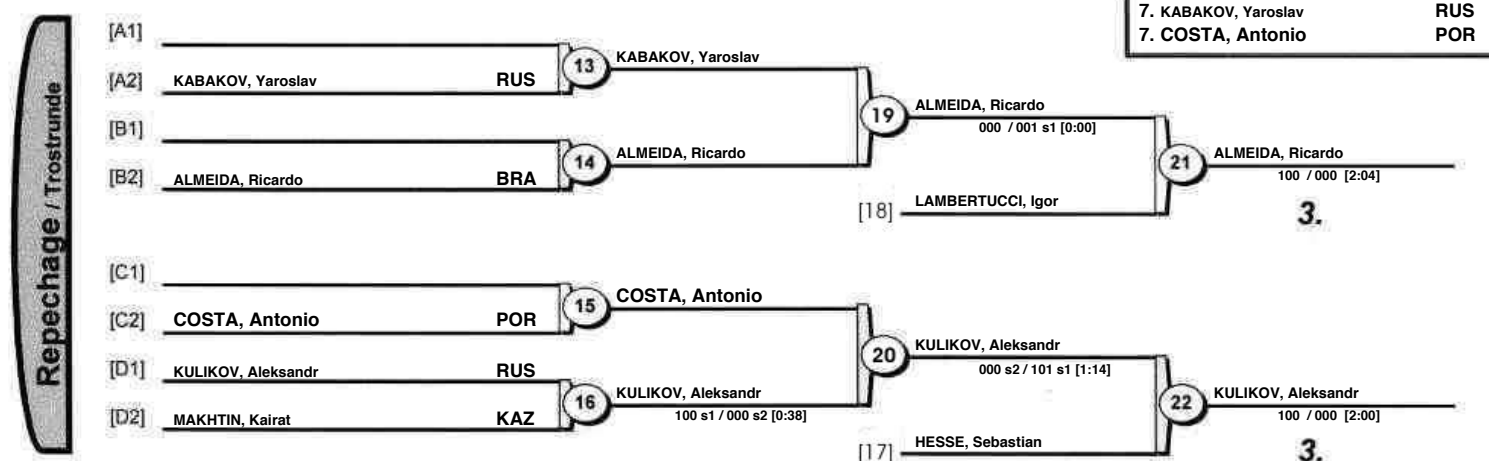 7. KABAKOV, Yaroslav RUS
7. COSTA, Antonio POR
Repechage / Trostrunde
[A1]
[A2] KABAKOV, Yaroslav RUS
13 KABAKOV, Yaroslav
[B1]
[B2] ALMEIDA, Ricardo BRA
14 ALMEIDA, Ricardo
19 ALMEIDA, Ricardo
000 / 001 s1 [0:00]
[18] LAMBERTUCCI, Igor
21 ALMEIDA, Ricardo
100 / 000 [2:04]
3.
[C1]
[C2] COSTA, Antonio POR
15 COSTA, Antonio
[D1] KULIKOV, Aleksandr RUS
[D2] MAKHTIN, Kairat KAZ
16 KULIKOV, Aleksandr
100 s1 / 000 s2 [0:38]
20 KULIKOV, Aleksandr
000 s2 / 101 s1 [1:14]
[17] HESSE, Sebastian
22 KULIKOV, Aleksandr
100 / 000 [2:00]
3.